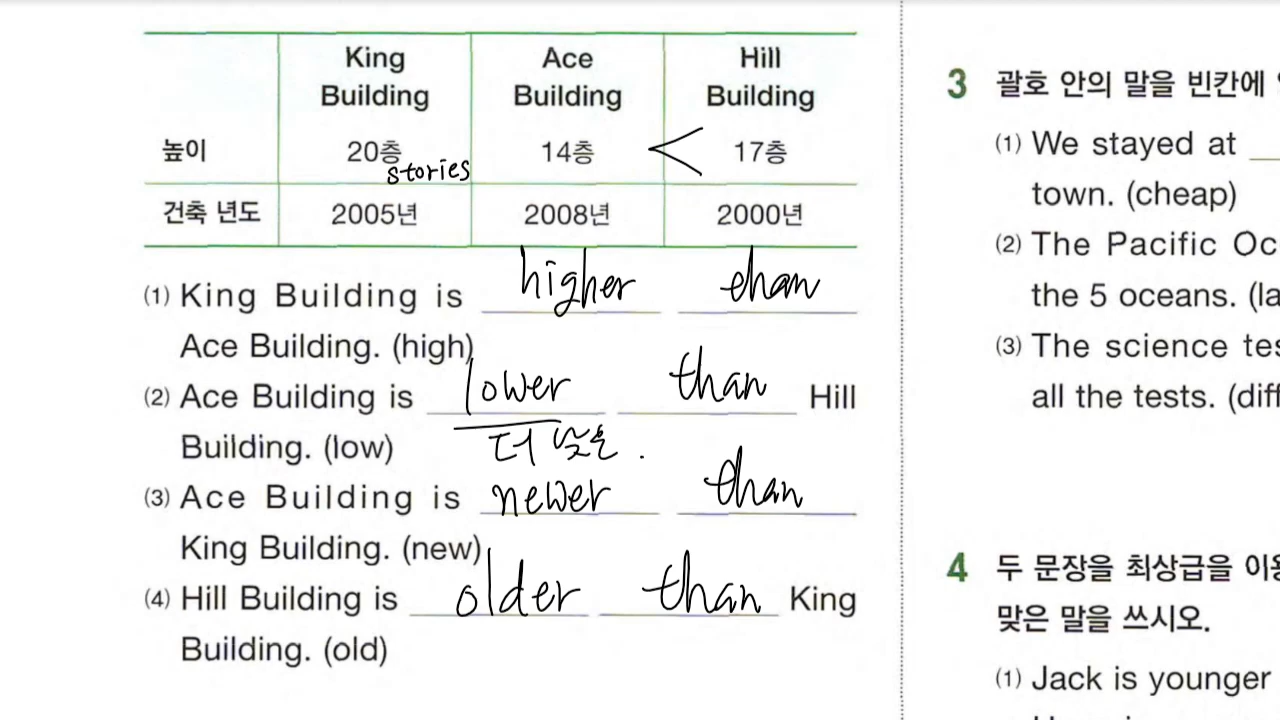 King Building
Ace Building
Hill Building
높이
20층
stories
14층
<
17층
건축 년도
2005년
2008년
2000년
(1) King Building is higher than
Ace Building. (high)
(2) Ace Building is lower than Hill
더 낮은.
Building. (low)
(3) Ace Building is newer than
King Building. (new)
(4) Hill Building is older than King
Building. (old)
3 괄호 안의 말을 빈칸에
(1) We stayed at
town. (cheap)
(2) The Pacific Oc
the 5 oceans. (la
(3) The science tes
all the tests. (diff
4 두 문장을 최상급을 이용
맞은 말을 쓰시오.
(1) Jack is younger